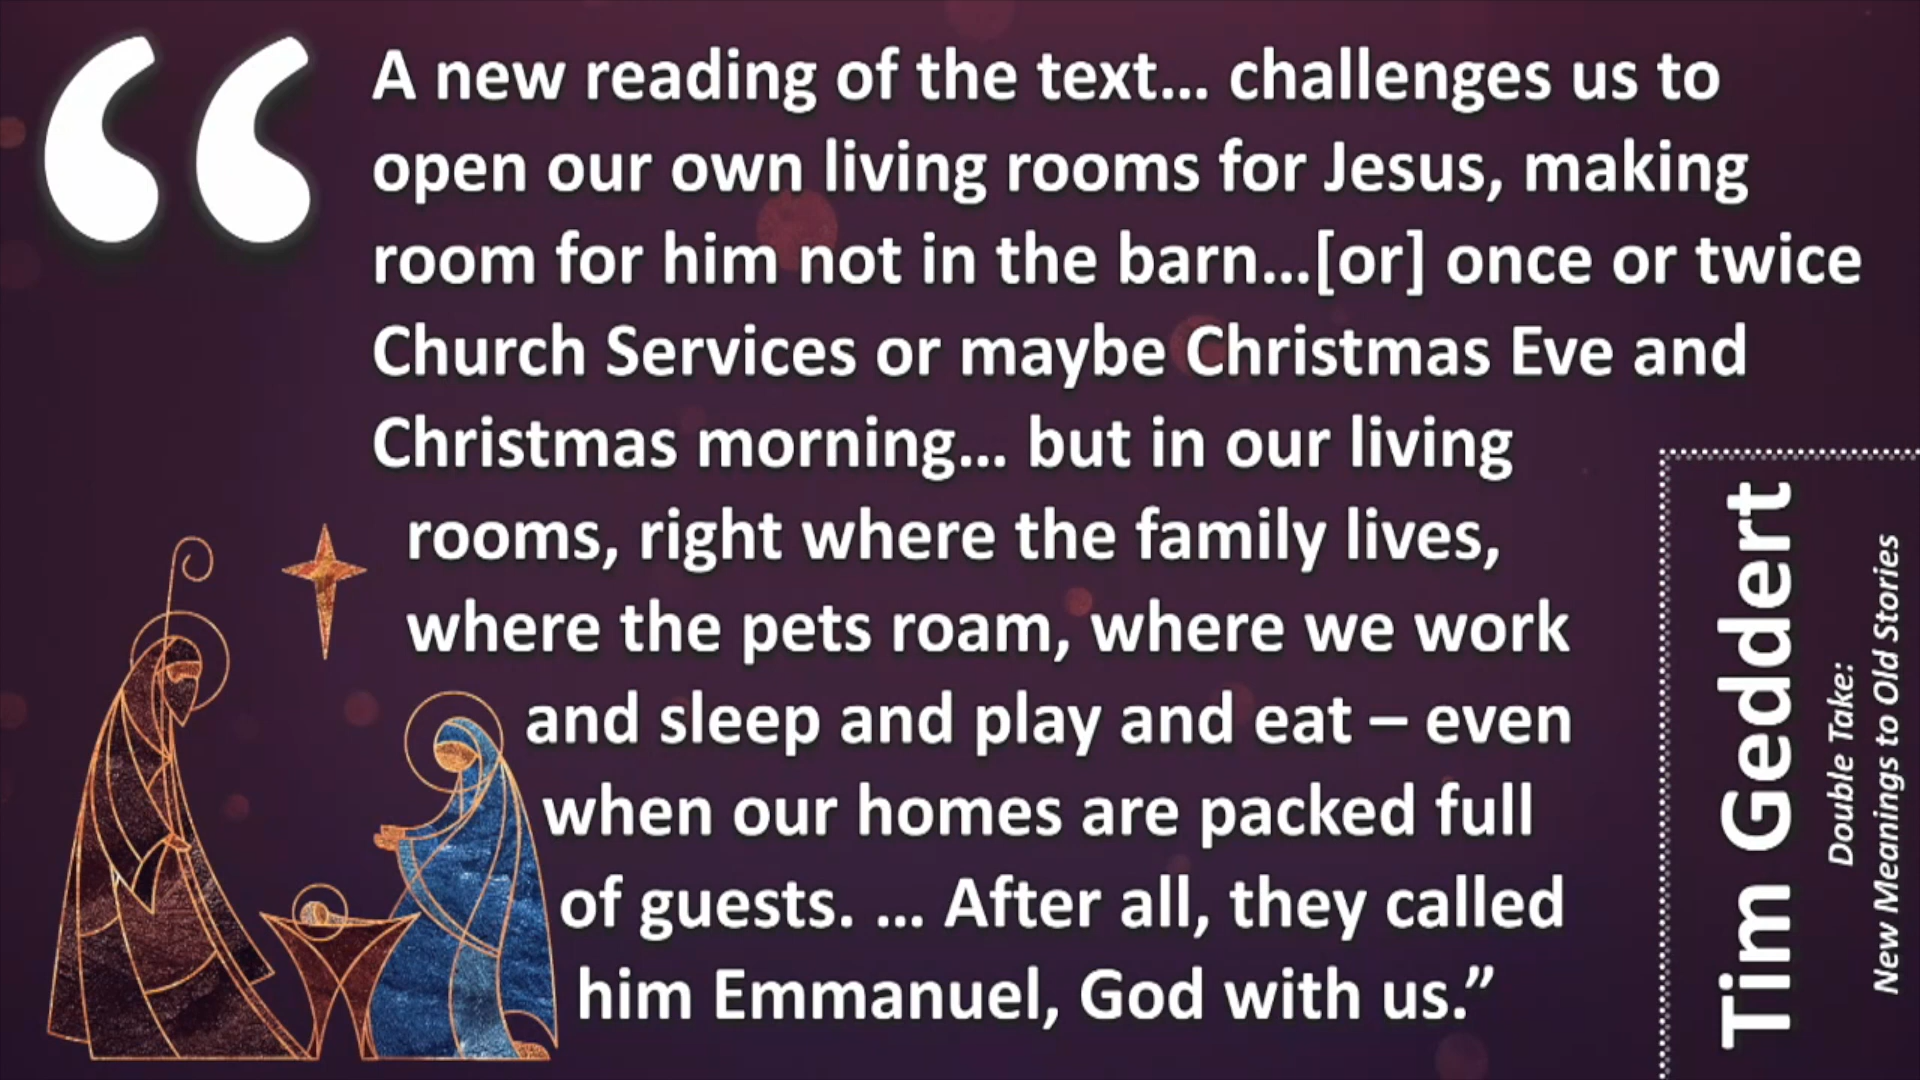 “
A new reading of the text... challenges us to
open our own living rooms for Jesus, making
room for him not in the barn...[or] once or twice
Church Services or maybe Christmas Eve and
Christmas morning... but in our living
rooms, right where the family lives,
where the pets roam, where we work
and sleep and play and eat – even
when our homes are packed full
of guests. ... After all, they called
him Emmanuel, God with us.”
Tim Geddert
Double Take:
New Meanings to Old Stories